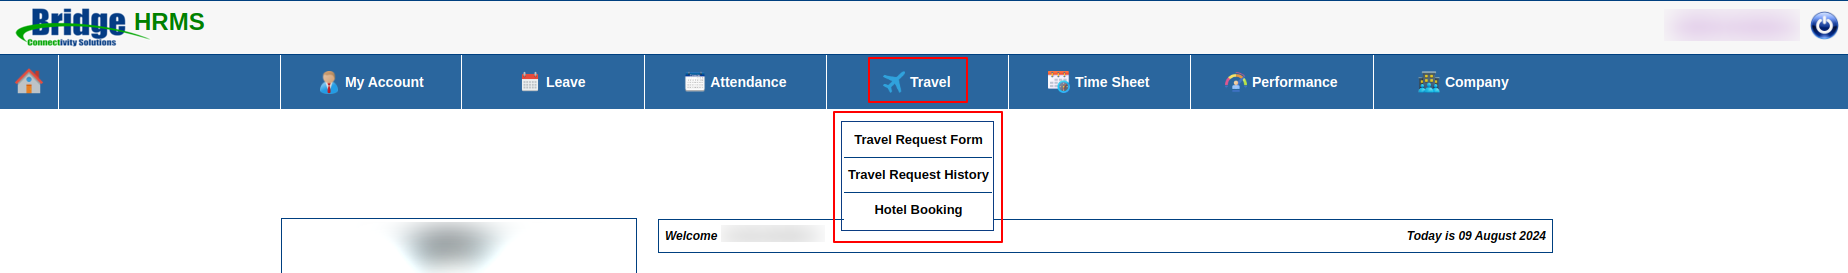 Bridge HRMS
Connectivity Solutions
My Account
Leave
Attendance
Travel
Time Sheet
Performance
Company
Travel Request Form
Travel Request History
Hotel Booking
Welcome
Today is 09 August 2024